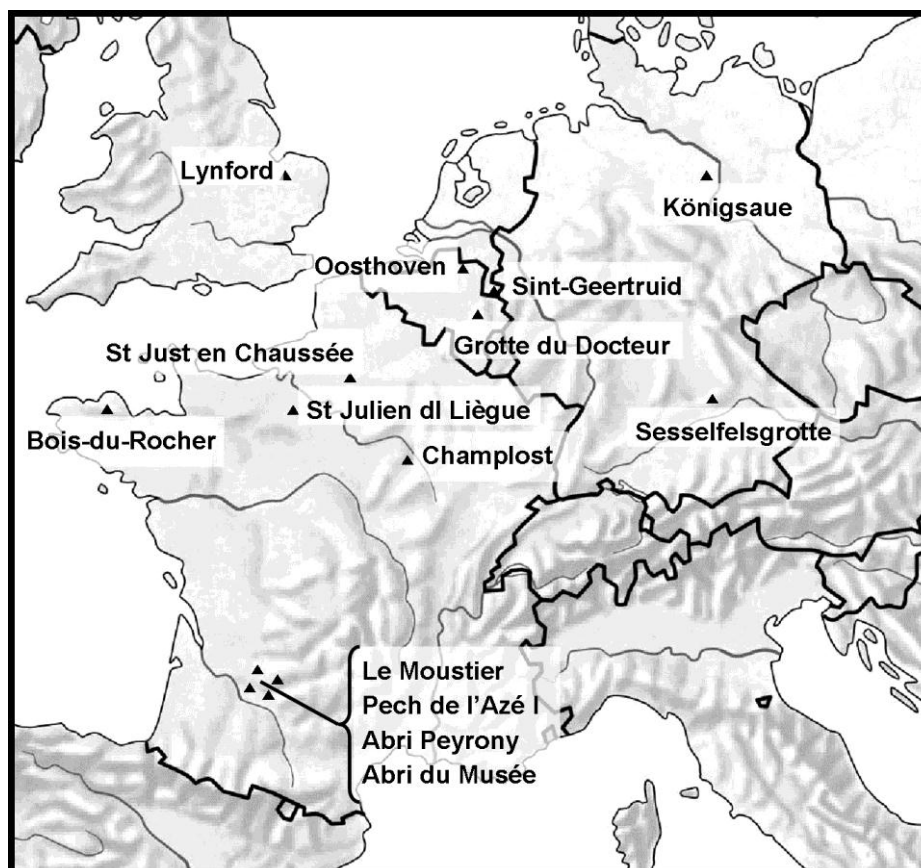 Lynford
Königsaue
Oosthoven
Sint-Geertruid
Grotte du Docteur
St Just en Chaussée
St Julien dl Liègue
Bois-du-Rocher
Sesselfelsgrotte
Champlost
Le Moustier
Pech de l'Azé I
Abri Peyrony
Abri du Musée